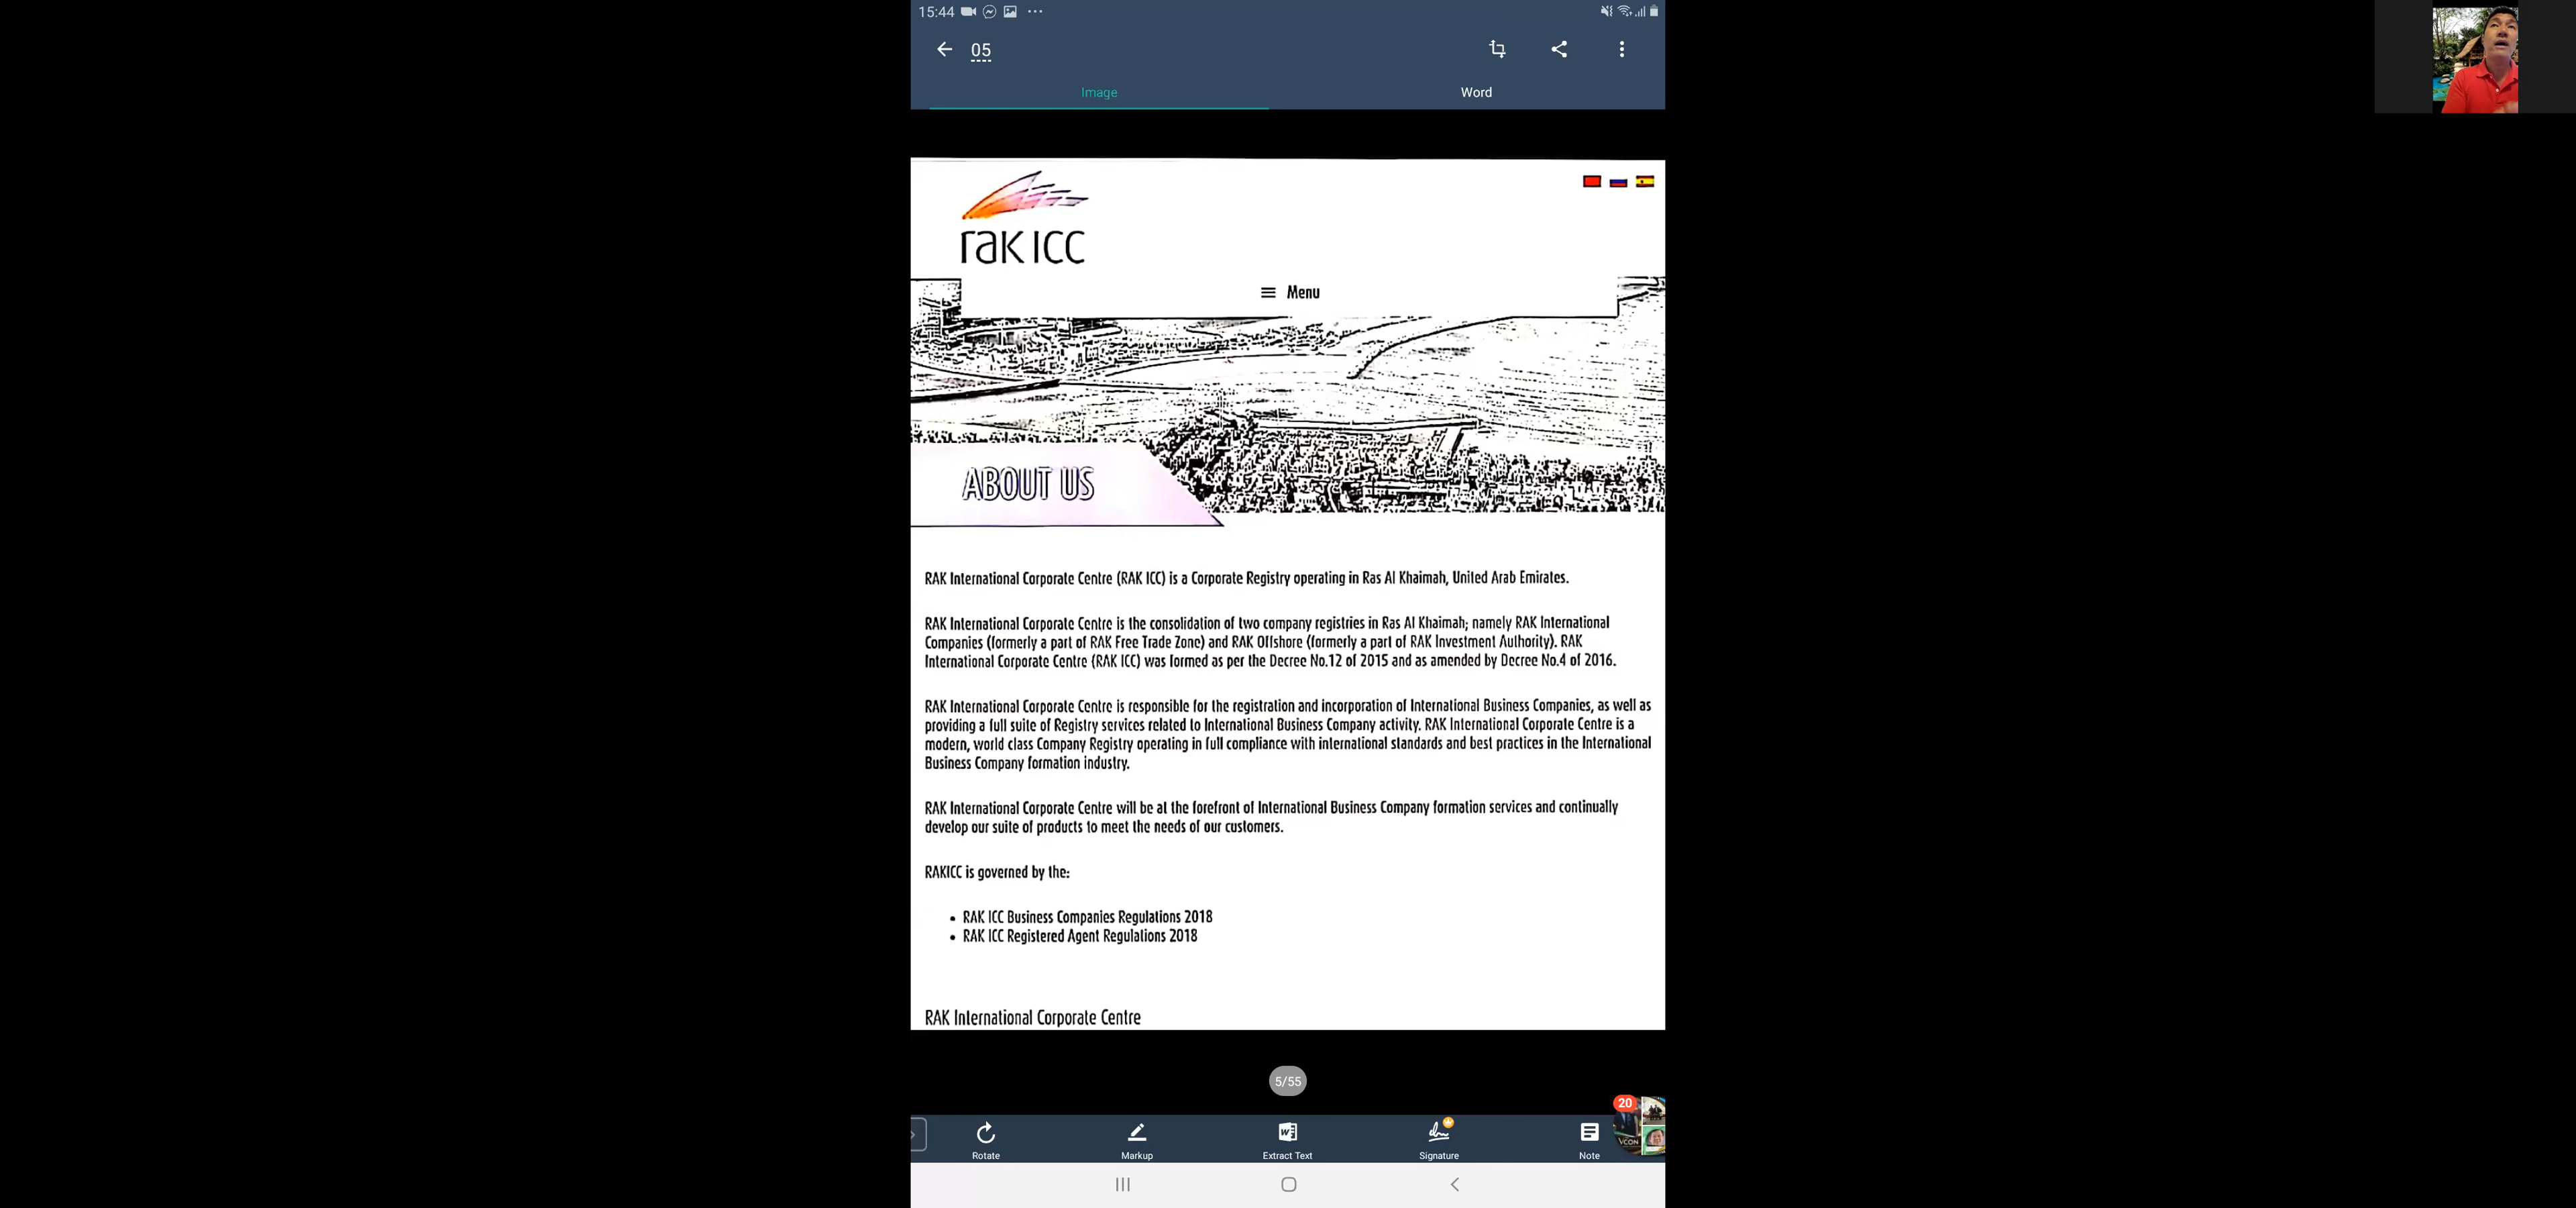 15:44
05
Image
Word
rak ICC
Menu
ABOUT US
RAK International Corporate Centre (RAK ICC) is a Corporate Registry operating in Ras Al Khaimah, United Arab Emirates.
RAK International Corporate Centre is the consolidation of two company registries in Ras Al Khaimah; namely RAK International
Companies (formerly a part of RAK Free Trade Zone) and RAK Offshore (formerly a part of RAK Investment Authority). RAK
International Corporate Centre (RAK ICC) was formed as per the Decree No.12 of 2015 and as amended by Decree No.4 of 2016.
RAK International Corporate Centre is responsible for the registration and incorporation of International Business Companies, as well as
providing a full suite of Registry services related to International Business Company activity. RAK International Corporate Centre is a
modern, world class Company Registry operating in full compliance with international standards and best practices in the International
Business Company formation industry.
RAK International Corporate Centre will be at the forefront of International Business Company formation services and continually
develop our suite of products to meet the needs of our customers.
RAKICC is governed by the:
• RAK ICC Business Companies Regulations 2018
• RAK ICC Registered Agent Regulations 2018
RAK International Corporate Centre
5/55
20
VCON
Rotate
Markup
Extract Text
Signature
Note